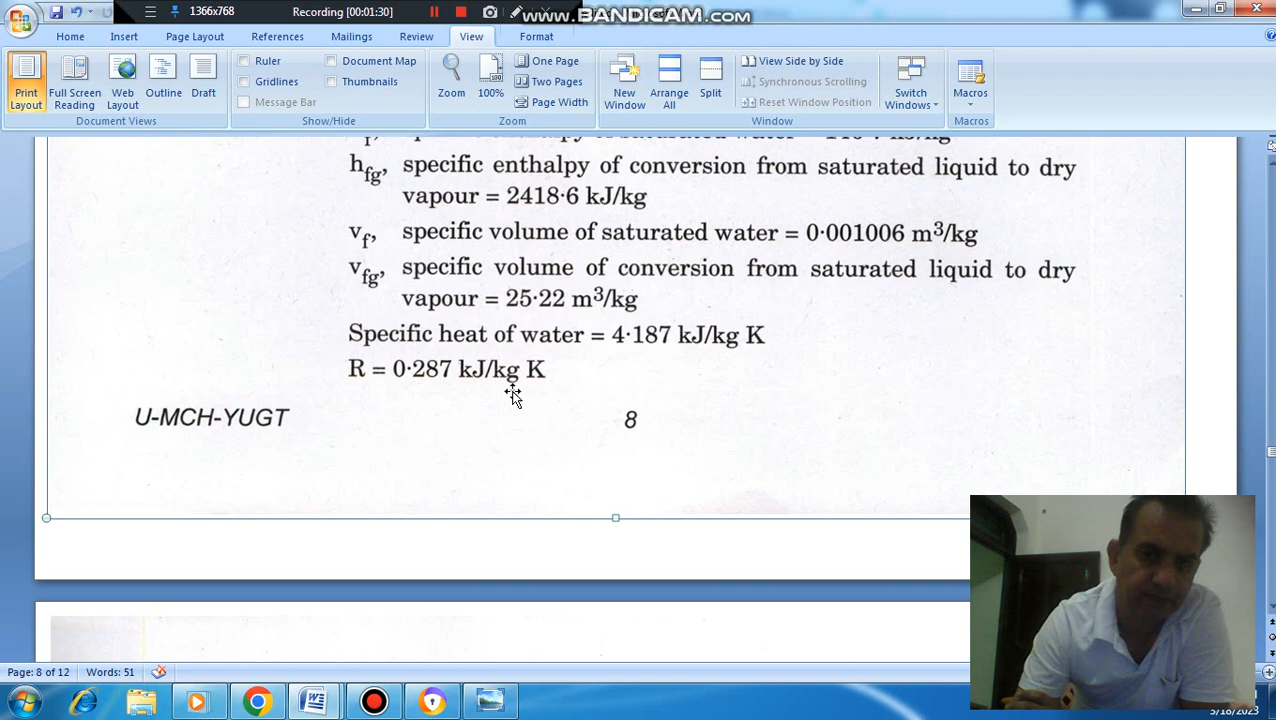 1366x768
Recording [00:01:30]
www.BANDICAM.com
Home Insert Page Layout References Mailings Review View Format
Print Layout
Full Screen Reading
Web Layout
Outline
Draft
Document Views
Ruler
Gridlines
Message Bar
Document Map
Thumbnails
Show/Hide
Zoom
100%
One Page
Two Pages
Page Width
Zoom
New Window
Arrange All
Split
View Side by Side
Synchronous Scrolling
Reset Window Position
Window
Switch Windows
Macros
Macros
hfg, specific enthalpy of conversion from saturated liquid to dry
vapour = 2418·6 kJ/kg
vf, specific volume of saturated water = 0·001006 m³/kg
vfg, specific volume of conversion from saturated liquid to dry
vapour = 25·22 m³/kg
Specific heat of water = 4·187 kJ/kg K
R = 0·287 kJ/kg K
U-MCH-YUGT 8
Page: 8 of 12 Words: 51
3/18/2023